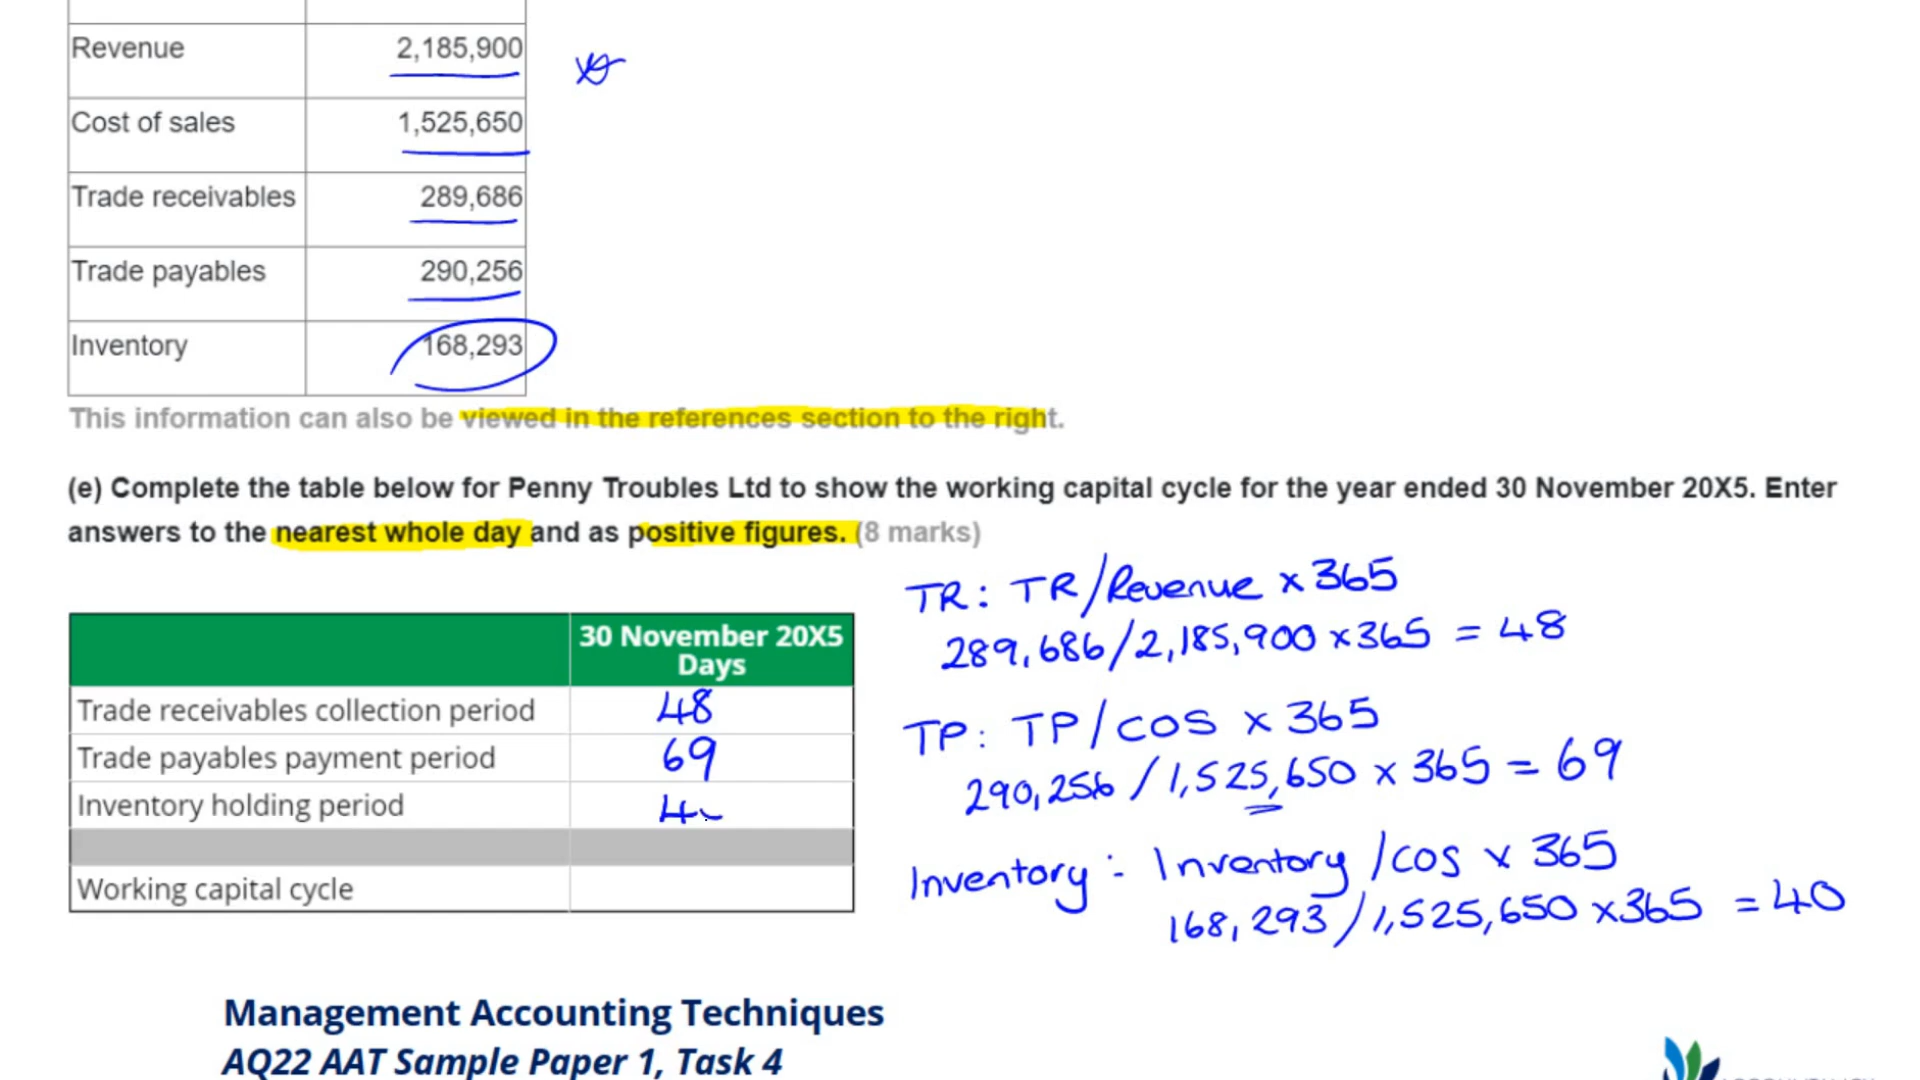 Revenue 2,185,900
Cost of sales 1,525,650
Trade receivables 289,686
Trade payables 290,256
Inventory 168,293
This information can also be viewed in the references section to the right.
(e) Complete the table below for Penny Troubles Ltd to show the working capital cycle for the year ended 30 November 20X5. Enter
answers to the nearest whole day and as positive figures. (8 marks)
30 November 20X5
Days
Trade receivables collection period 48
Trade payables payment period 69
Inventory holding period 4
Working capital cycle
TR: TR/Revenue x 365
289,686/2,185,900 x365 = 48
TP: TP/COS x 365
290,256 / 1,525,650 x 365 = 69
Inventory: Inventory /COS x 365
168,293/1,525,650 x365 = 40
Management Accounting Techniques
AQ22 AAT Sample Paper 1, Task 4